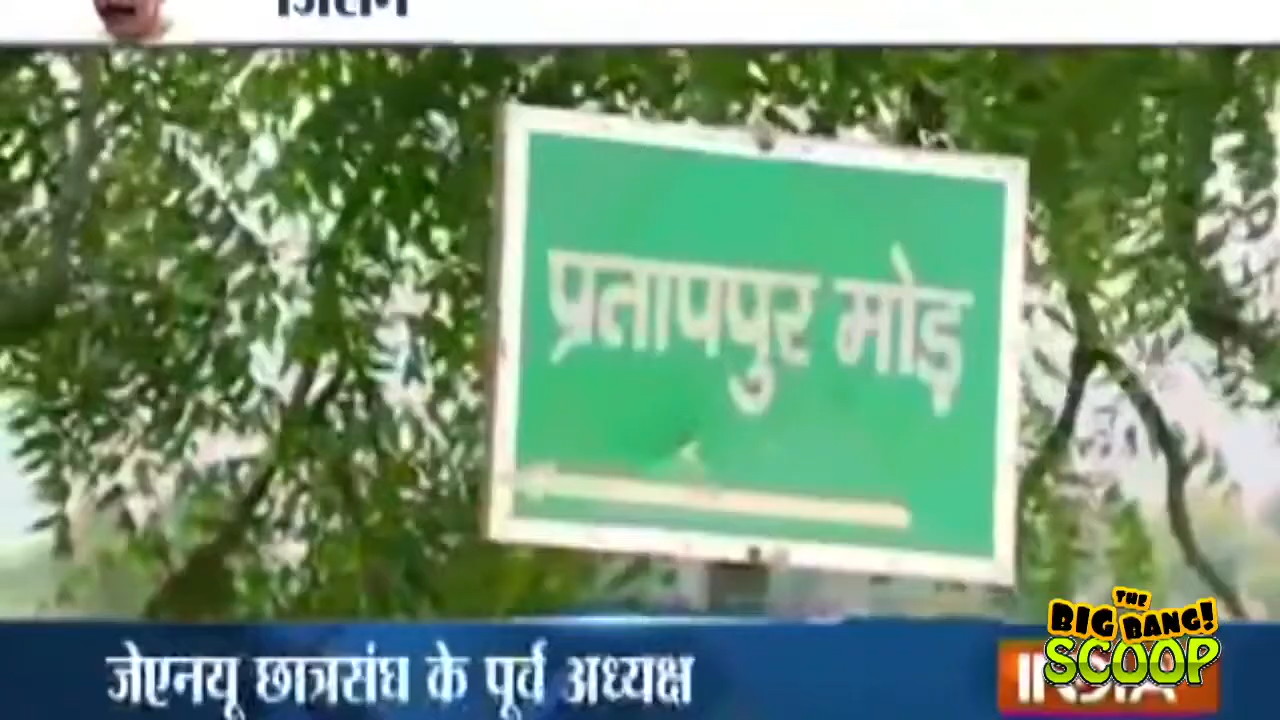 प्रतापपुर मोड़
जेएनयू छात्रसंघ के पूर्व अध्यक्ष
THE
BIG BANG!
SCOOP